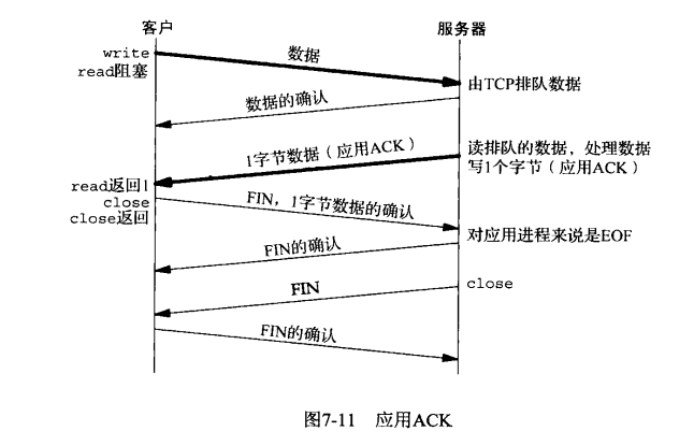 客户
服务器
write
read阻塞
数据
由TCP排队数据
数据的确认
1字节数据（应用ACK）
读排队的数据，处理数据
写1个字节（应用ACK）
read返回1
close
close返回
FIN，1字节数据的确认
对应用进程来说是EOF
FIN的确认
FIN
close
FIN的确认
图7-11 应用ACK